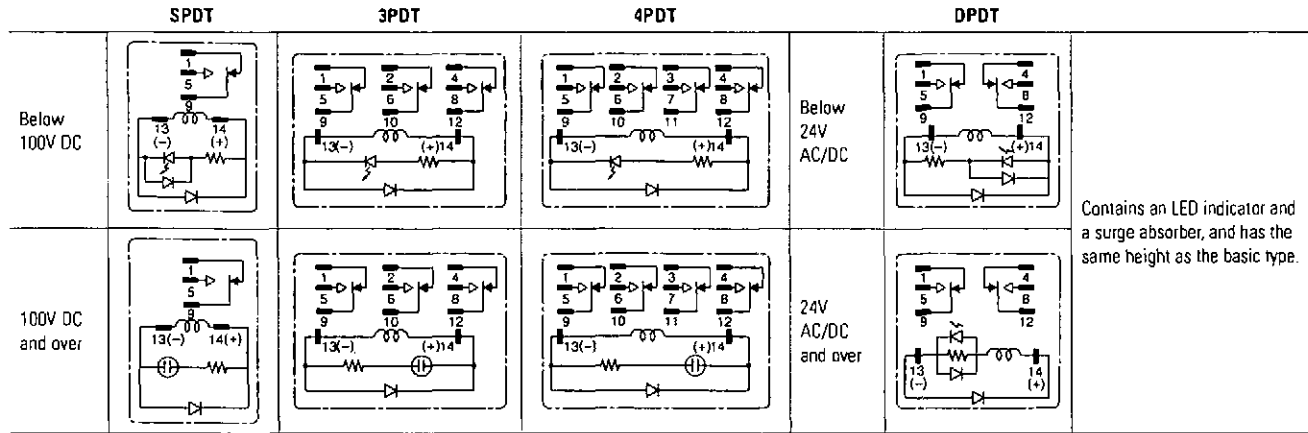 SPDT 3PDT 4PDT DPDT
Below
100V DC
1
5
9
13 14
(-) (+)
1 2 4
5 6 8
9 10 12
13(-) (+)14
1 2 3 4
5 6 7 8
9 10 11 12
13(-) (+)14
Below
24V
AC/DC
1 4
5 8
9 12
13(-) (+)14
Contains an LED indicator and
a surge absorber, and has the
same height as the basic type.
100V DC
and over
1
5
9
13(-) 14(+)
1 2 4
5 6 8
9 10 12
13(-) (+)14
1 2 3 4
5 6 7 8
9 10 11 12
13(-) (+)14
24V
AC/DC
and over
1 4
5 8
9 12
13 14
(-) (+)